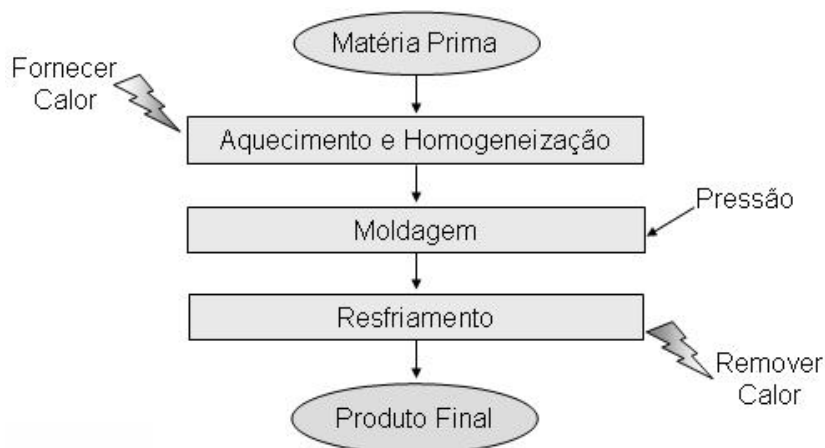 Matéria Prima
Fornecer
Calor
Aquecimento e Homogeneização
Pressão
Moldagem
Resfriamento
Remover
Calor
Produto Final